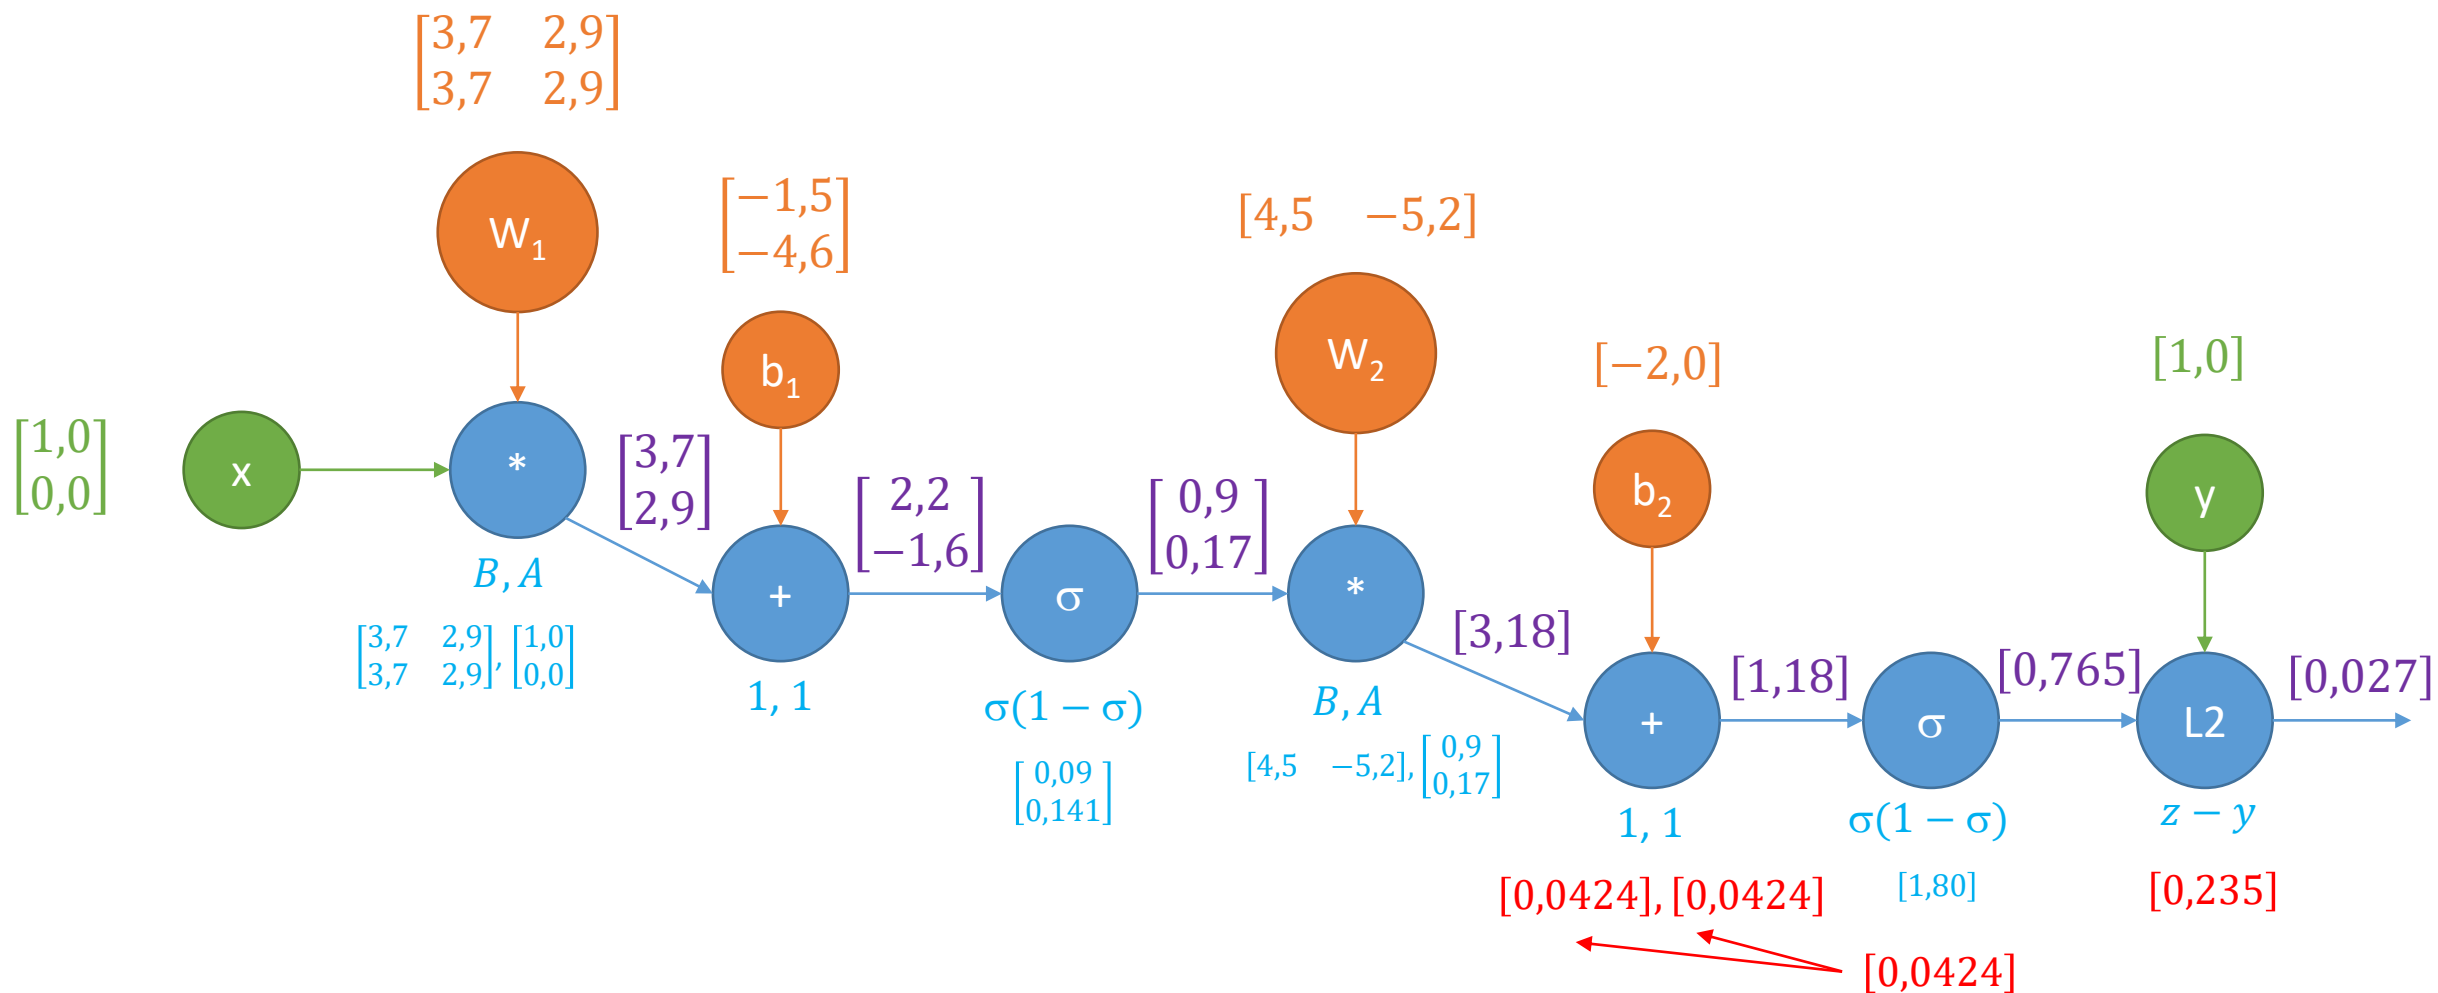 [3,7 2,9
3,7 2,9]
W₁
[−1,5
−4,6]
b₁
[4,5 −5,2]
W₂
[−2,0]
b₂
[1,0]
y
[1,0
0,0]
x
*
[3,7
2,9]
B, A
[3,7 2,9
3,7 2,9], [1,0
0,0]
+
1, 1
[2,2
−1,6]
σ
σ(1 − σ)
[0,09
0,141]
[0,9
0,17]
*
B, A
[4,5 −5,2], [0,9
0,17]
[3,18]
+
1, 1
[0,0424], [0,0424]
[1,18]
σ
σ(1 − σ)
[1,80]
[0,0424]
[0,765]
L2
z − y
[0,235]
[0,027]